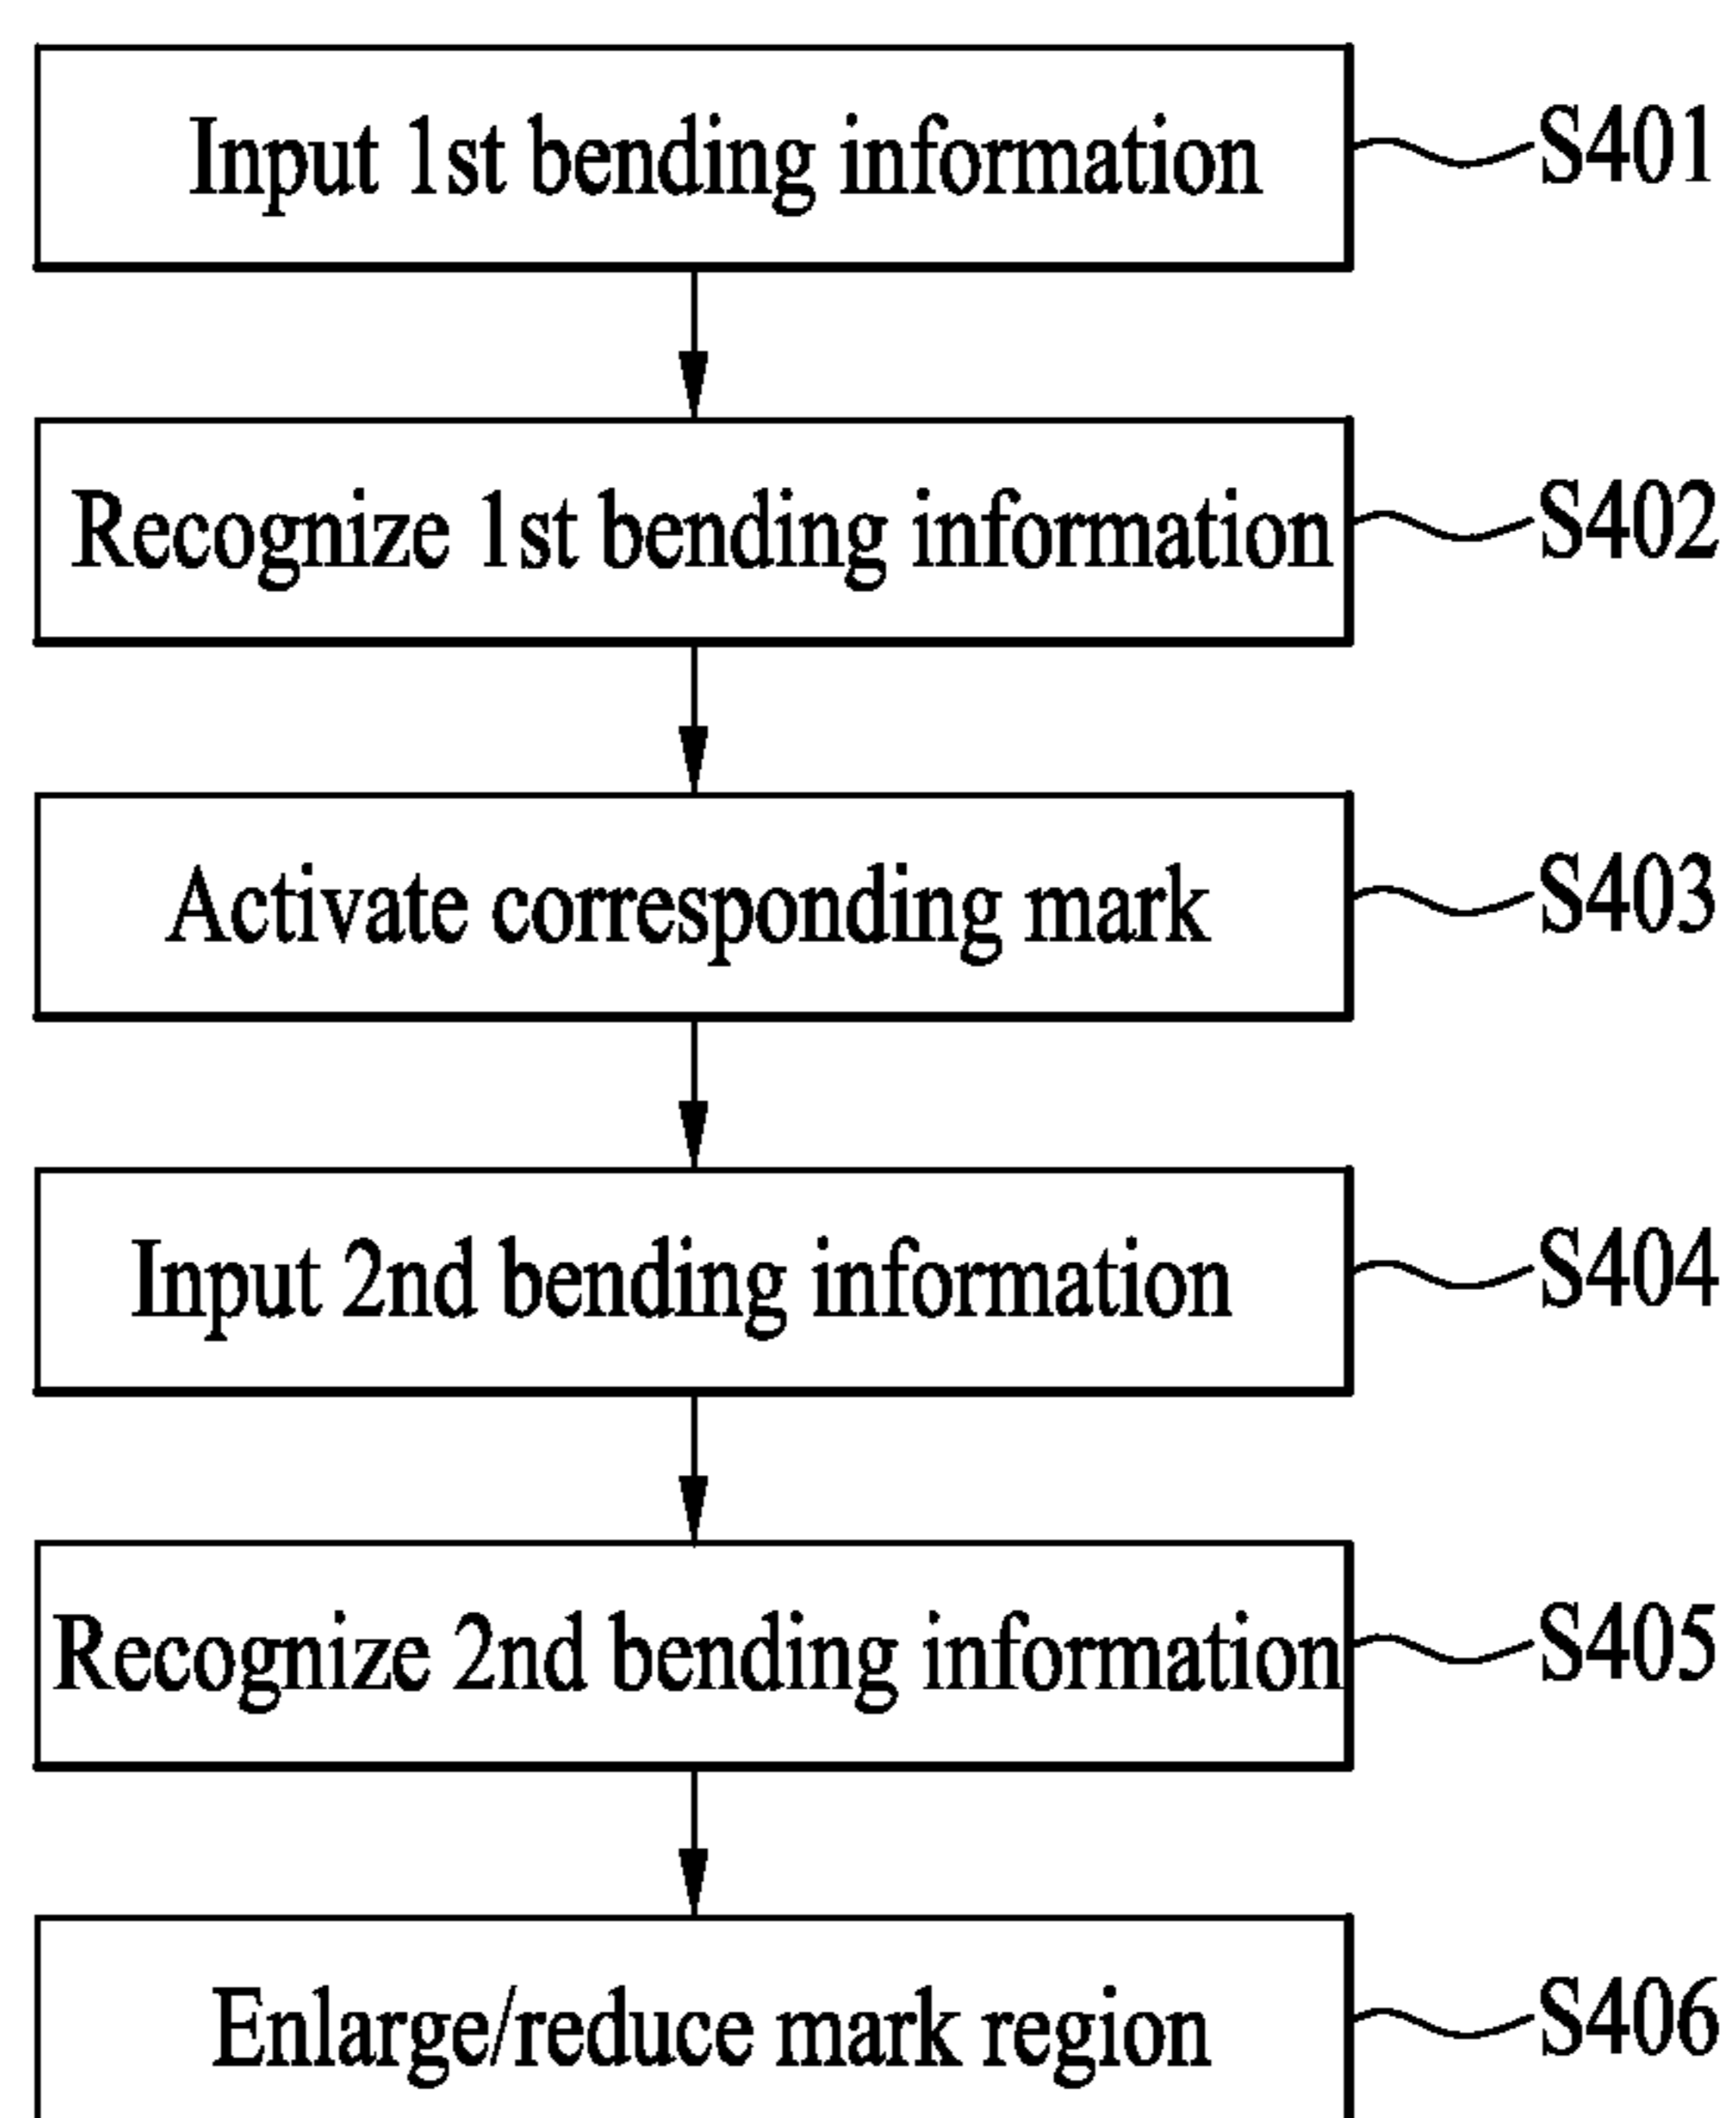 Input 1st bending information S401
Recognize 1st bending information S402
Activate corresponding mark S403
Input 2nd bending information S404
Recognize 2nd bending information S405
Enlarge/reduce mark region S406